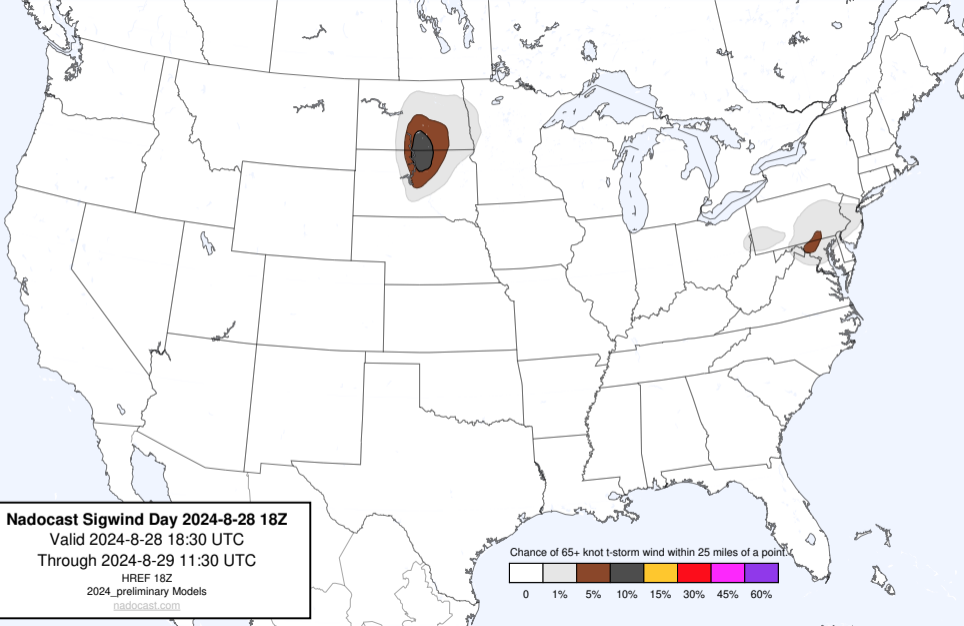 Nadocast Sigwind Day 2024-8-28 18Z
Valid 2024-8-28 18:30 UTC
Through 2024-8-29 11:30 UTC
HREF 18Z
2024_preliminary Models
nadocast.com
Chance of 65+ knot t-storm wind within 25 miles of a point.
0 1% 5% 10% 15% 30% 45% 60%